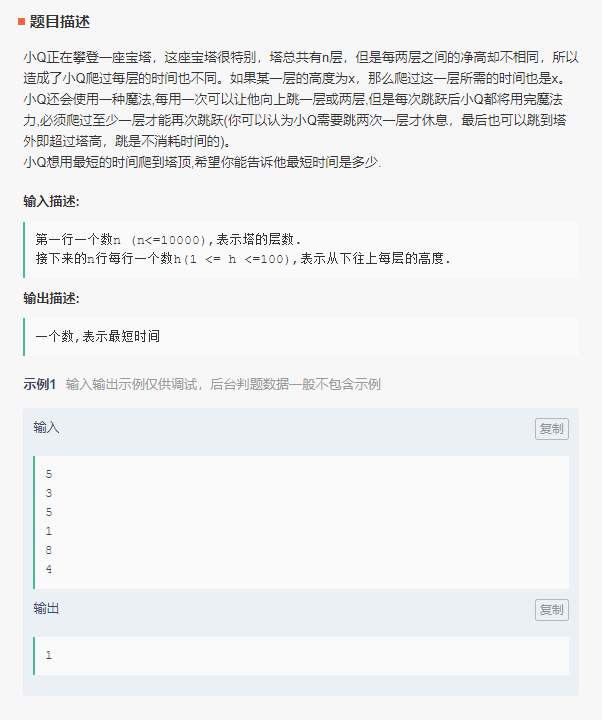 题目描述
小Q正在攀登一座宝塔，这座宝塔很特别，塔总共有n层，但是每两层之间的净高却不相同，所以
造成了小Q爬过每层的时间也不同。如果某一层的高度为x，那么爬过这一层所需的时间也是x。
小Q还会使用一种魔法,每用一次可以让他向上跳一层或两层,但是每次跳跃后小Q都将用完魔法
力,必须爬过至少一层才能再次跳跃(你可以认为小Q需要跳两次一层才休息，最后也可以跳到塔
外即超过塔高，跳是不消耗时间的)。
小Q想用最短的时间爬到塔顶,希望你能告诉他最短时间是多少.
输入描述:
第一行一个数n (n<=10000),表示塔的层数.
接下来的n行每行一个数h(1 <= h <=100),表示从下往上每层的高度.
输出描述:
一个数,表示最短时间
示例1 输入输出示例仅供调试，后台判题数据一般不包含示例
输入
复制
5
3
5
1
8
4
输出
复制
1